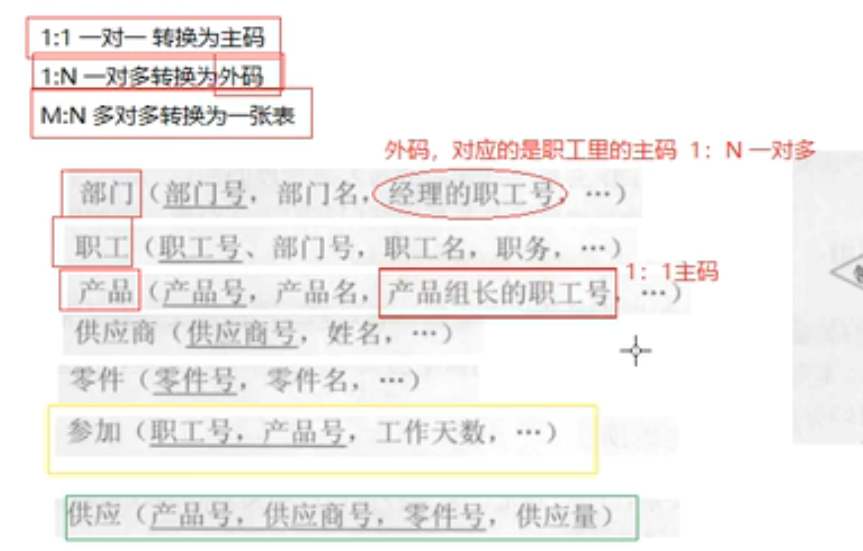 1:1 一对一 转换为主码
1:N 一对多转换为外码
M:N 多对多转换为一张表
外码，对应的是职工里的主码 1：N 一对多
部门（部门号，部门名，经理的职工号，…）
职工（职工号、部门号，职工名，职务，…）
1：1主码
产品（产品号，产品名，产品组长的职工号，…）
供应商（供应商号，姓名，…）
零件（零件号，零件名，…）
参加（职工号，产品号，工作天数，…）
供应（产品号，供应商号，零件号，供应量）